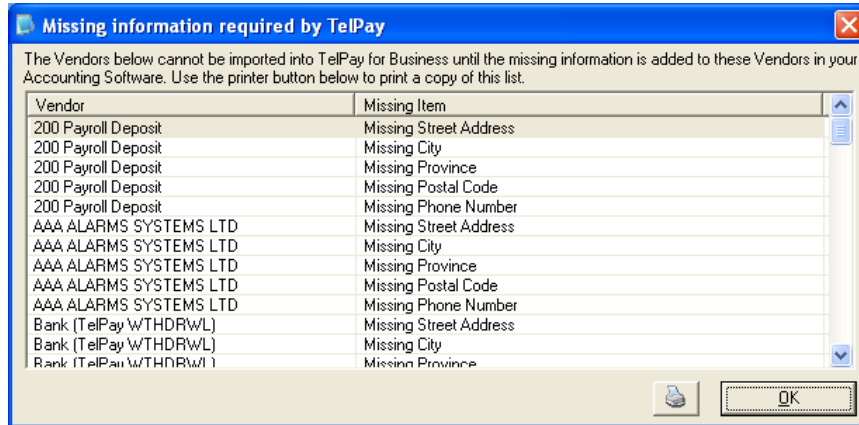 Missing information required by TelPay
The Vendors below cannot be imported into TelPay for Business until the missing information is added to these Vendors in your
Accounting Software. Use the printer button below to print a copy of this list.
Vendor Missing Item
200 Payroll Deposit Missing Street Address
200 Payroll Deposit Missing City
200 Payroll Deposit Missing Province
200 Payroll Deposit Missing Postal Code
200 Payroll Deposit Missing Phone Number
AAA ALARMS SYSTEMS LTD Missing Street Address
AAA ALARMS SYSTEMS LTD Missing City
AAA ALARMS SYSTEMS LTD Missing Province
AAA ALARMS SYSTEMS LTD Missing Postal Code
AAA ALARMS SYSTEMS LTD Missing Phone Number
Bank (TelPay WTHDRWL) Missing Street Address
Bank (TelPay WTHDRWL) Missing City
Bank (TelPay WTHDRWL) Missing Province
OK